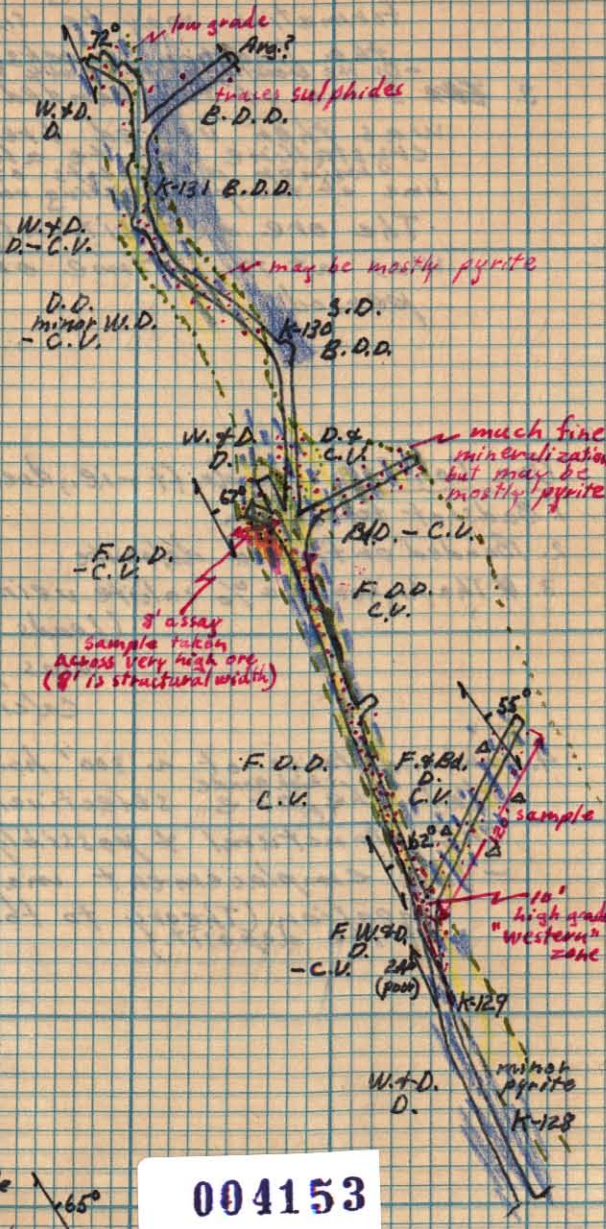 72°
low grade
Arg.?
traces sulphides
W.&D.
D.
B.D.D.
K-131 B.D.D.
W.&D.
D.-C.V.
may be mostly pyrite
D.D.
minor W.D.
-C.V.
S.D.
K-130
B.D.D.
W.&D.
D.
D.&
C.V.
much fine
mineralization
but may be
mostly pyrite
67°
F.D.D.
-C.V.
B/D.-C.V.
F.D.D.
C.V.
8' assay
sample taken
across very high ore
(8' is structural width)
55°
F.D.D.
C.V.
F.&Bd.
D.
C.V.
sample
120'
62°
10'
high grade
"western"
zone
F.W.&D.
D.
-C.V.
(poor)
K-129
W.&D.
D.
minor
pyrite
K-128
65°
004153